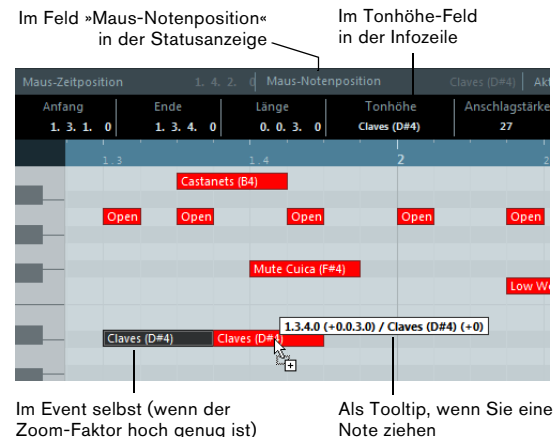 Im Feld »Maus-Notenposition«
in der Statusanzeige
Im Tonhöhe-Feld
in der Infozeile
Maus-Zeitposition 1. 4. 2. 0 Maus-Notenposition Claves (D#4)
Anfang Ende Länge Tonhöhe Anschlagstärke
1. 3. 1. 0 1. 3. 4. 0 0. 0. 3. 0 Claves (D#4) 27
1.3 1.4 2
Castanets (B4)
Open Open Open Open Open
Mute Cuica (F#4)
Low
1.3.4.0 (+0.0.3.0) / Claves (D#4) (+0)
Claves (D#4) Claves (D#4)
Im Event selbst (wenn der
Zoom-Faktor hoch genug ist)
Als Tooltip, wenn Sie eine
Note ziehen